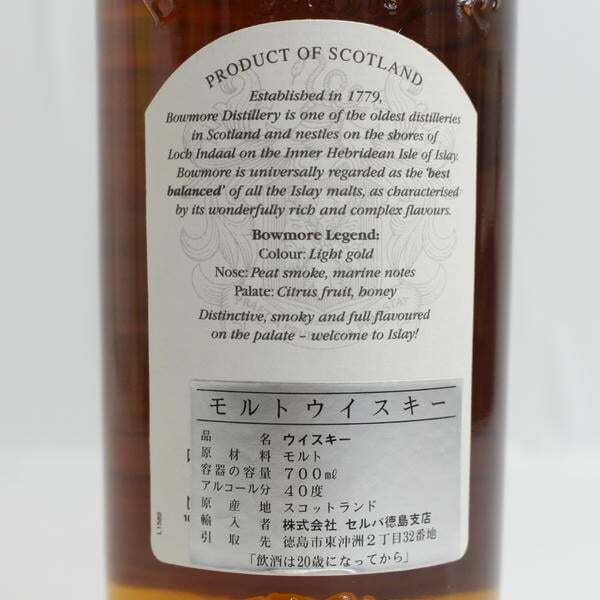 PRODUCT OF SCOTLAND
Established in 1779,
Bowmore Distillery is one of the oldest distilleries
in Scotland and nestles on the shores of
Loch Indaal on the Inner Hebridean Isle of Islay.
Bowmore is universally regarded as the 'best
balanced' of all the Islay malts, as characterised
by its wonderfully rich and complex flavours.
Bowmore Legend:
Colour: Light gold
Nose: Peat smoke, marine notes
Palate: Citrus fruit, honey
Distinctive, smoky and full flavoured
on the palate – welcome to Islay!
モルトウイスキー
品名 ウイスキー
原材料 モルト
容器の容量 700mℓ
アルコール分 40度
原産地 スコットランド
輸入者 株式会社 セルバ徳島支店
引取先 徳島市東沖洲2丁目32番地
「飲酒は20歳になってから」